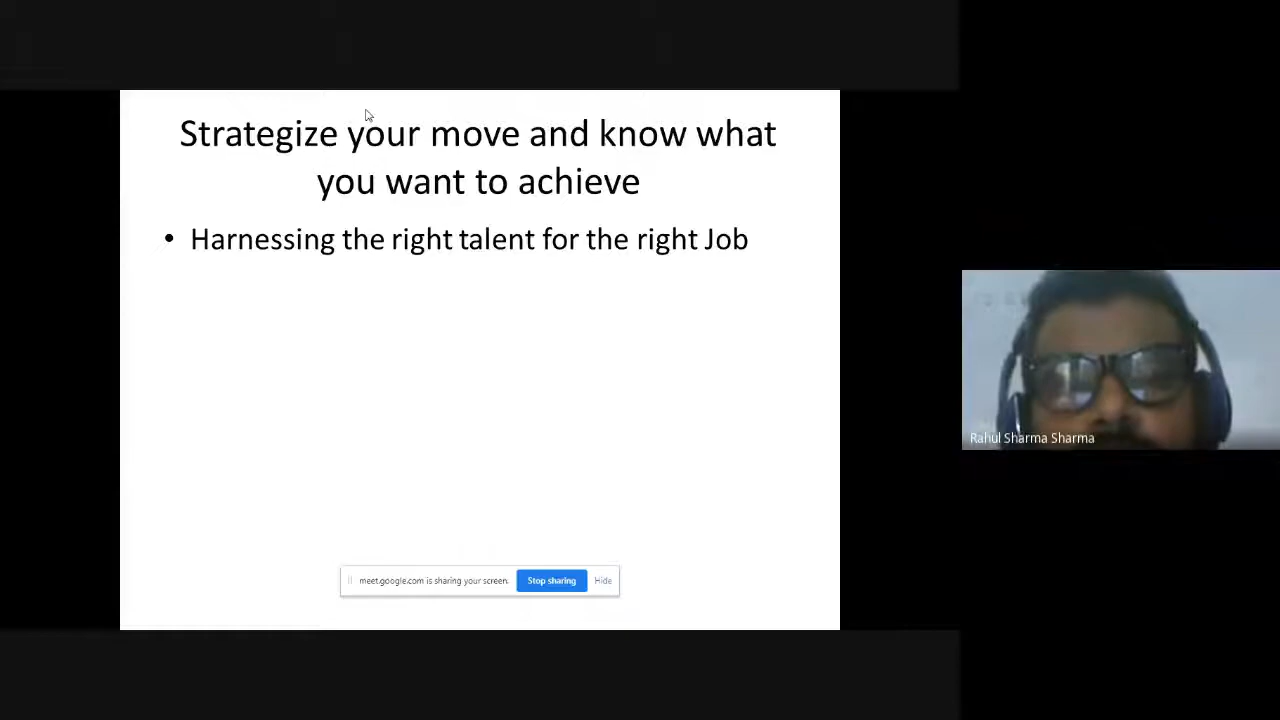 Strategize your move and know what
you want to achieve
• Harnessing the right talent for the right Job
meet.google.com is sharing your screen.
Stop sharing
Hide
Rahul Sharma Sharma